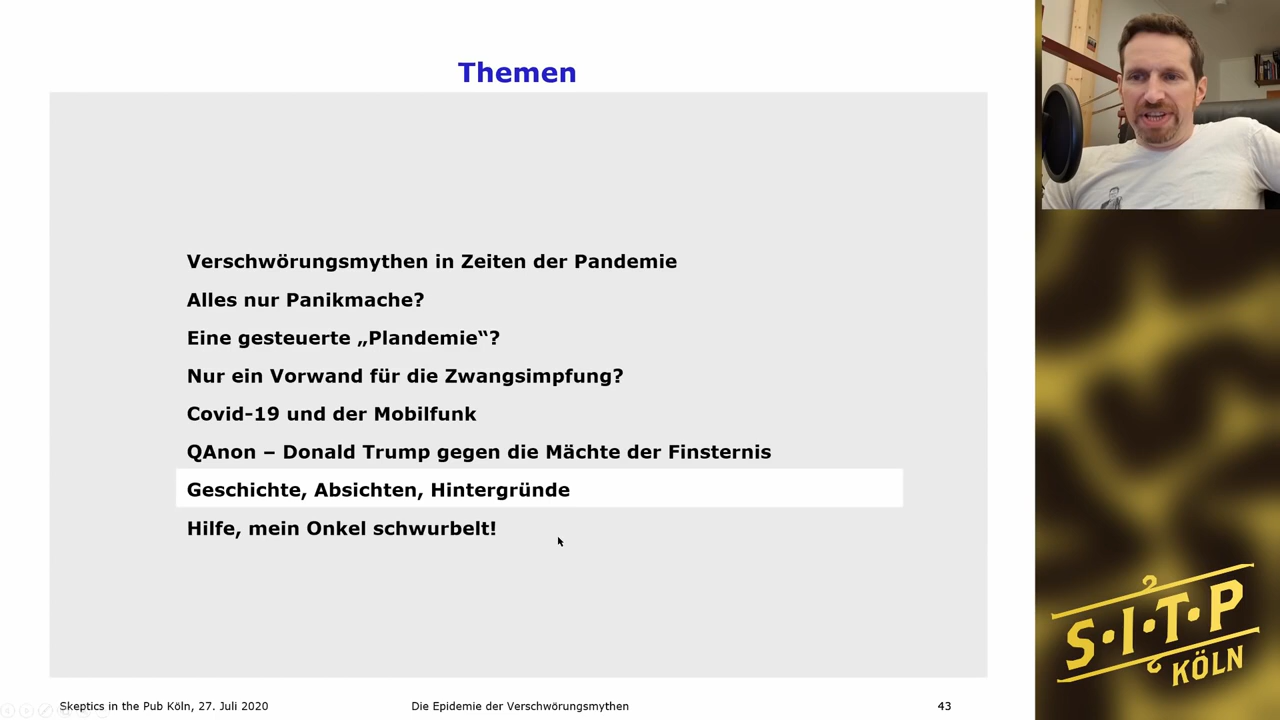 Themen
Verschwörungsmythen in Zeiten der Pandemie
Alles nur Panikmache?
Eine gesteuerte „Plandemie“?
Nur ein Vorwand für die Zwangsimpfung?
Covid-19 und der Mobilfunk
QAnon – Donald Trump gegen die Mächte der Finsternis
Geschichte, Absichten, Hintergründe
Hilfe, mein Onkel schwurbelt!
Skeptics in the Pub Köln, 27. Juli 2020
Die Epidemie der Verschwörungsmythen
43
S·I·T·P
KÖLN